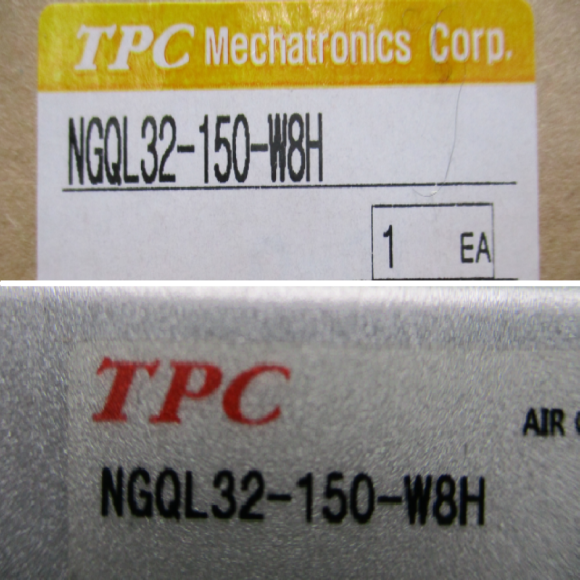 TPC Mechatronics Corp.
NGQL32-150-W8H
1 EA
TPC
AIR
NGQL32-150-W8H